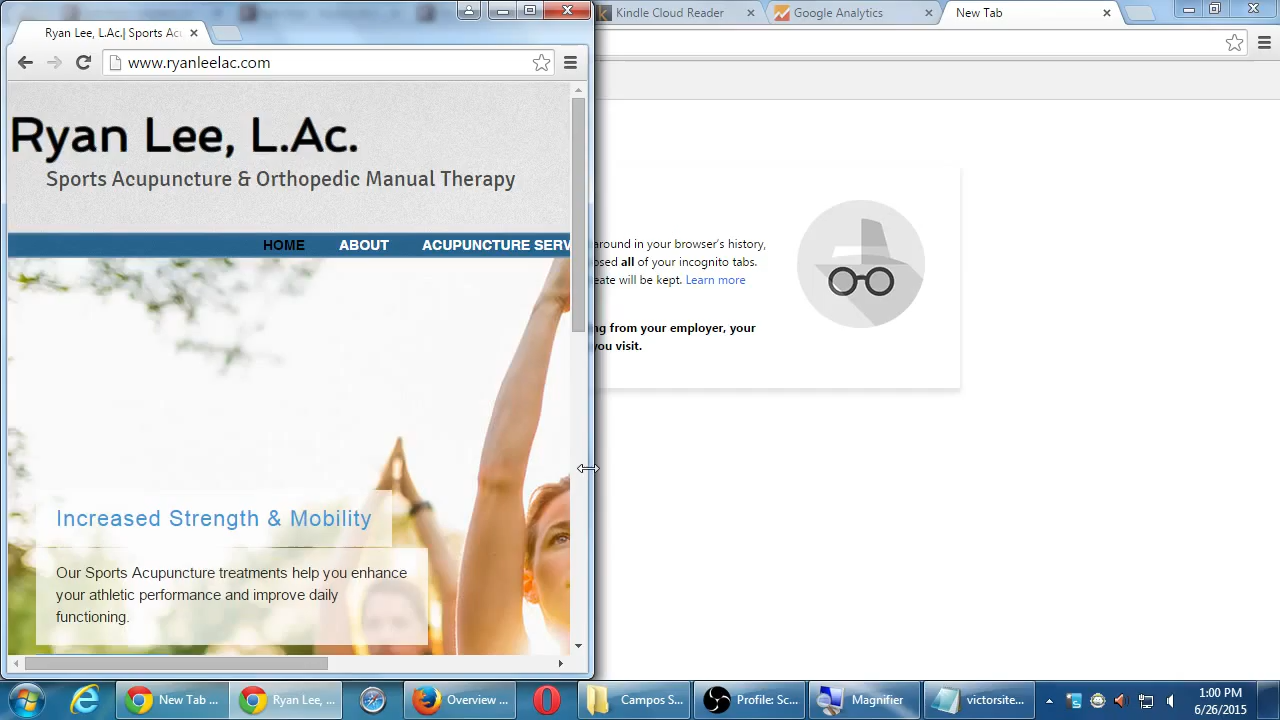 Ryan Lee, L.Ac.| Sports Acu
www.ryanleelac.com
Kindle Cloud Reader
Google Analytics
New Tab
Ryan Lee, L.Ac.
Sports Acupuncture & Orthopedic Manual Therapy
HOME ABOUT ACUPUNCTURE SERV
Increased Strength & Mobility
Our Sports Acupuncture treatments help you enhance
your athletic performance and improve daily
functioning.
around in your browser's history,
osed all of your incognito tabs.
eate will be kept. Learn more
ng from your employer, your
you visit.
New Tab ...
Ryan Lee, ...
Overview ...
Campos S...
Profile: Sc...
Magnifier
victorsite...
1:00 PM
6/26/2015